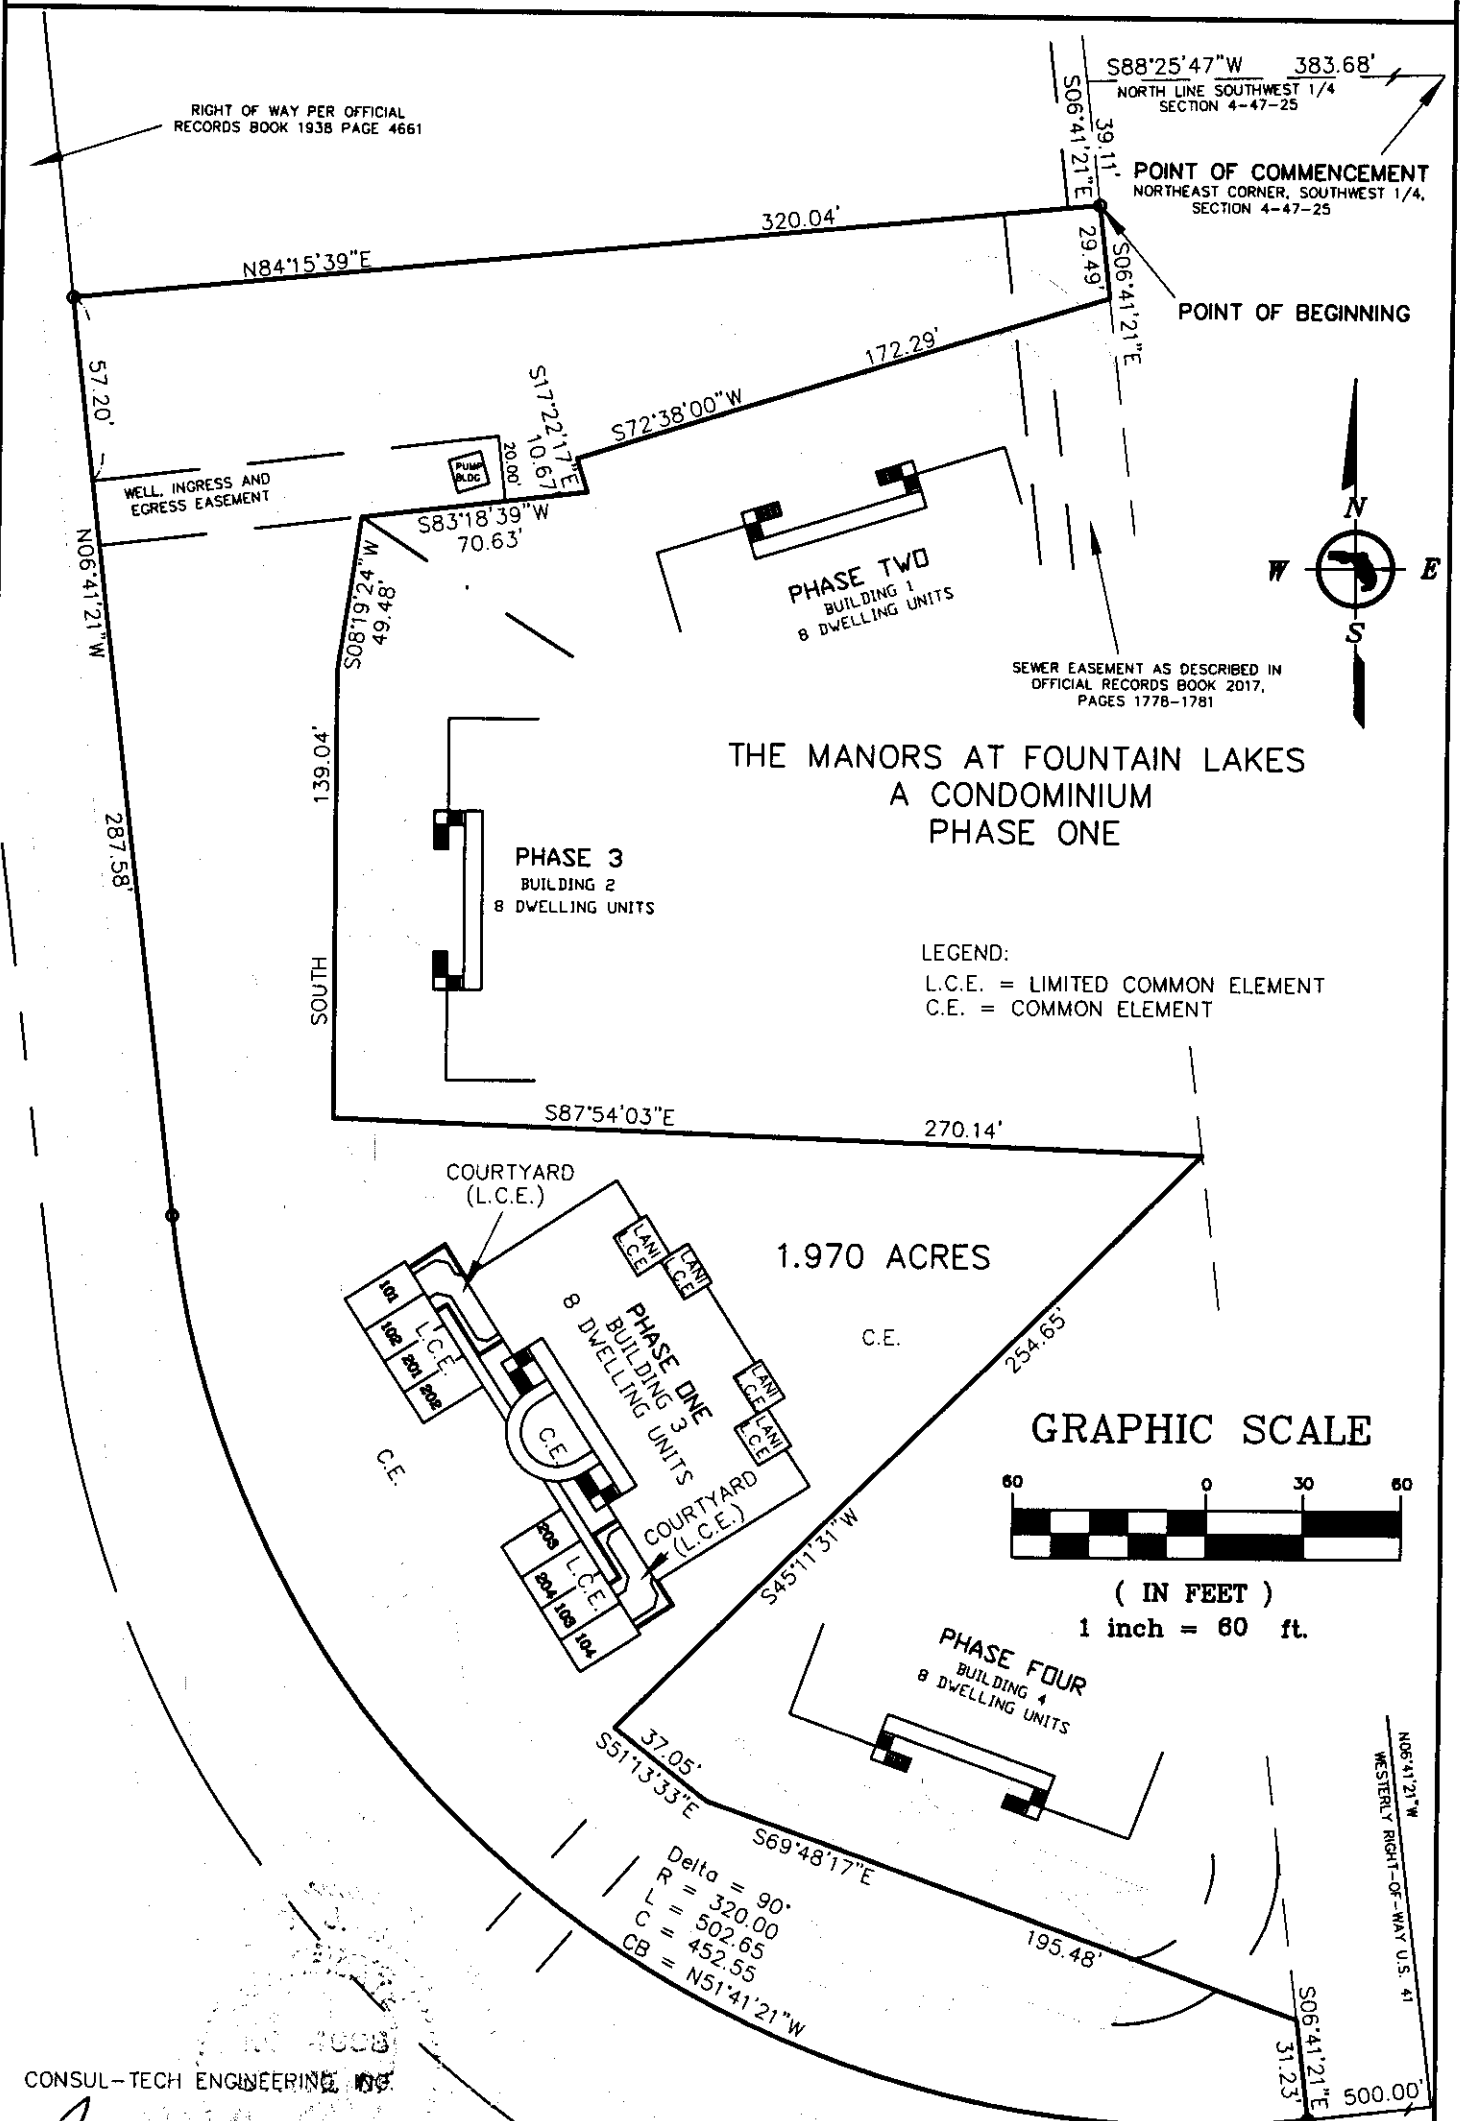 S88°25'47"W 383.68'
NORTH LINE SOUTHWEST 1/4
SECTION 4-47-25
RIGHT OF WAY PER OFFICIAL
RECORDS BOOK 1938 PAGE 4661
S06°41'21"E
39.11'
POINT OF COMMENCEMENT
NORTHEAST CORNER, SOUTHWEST 1/4,
SECTION 4-47-25
320.04'
N84°15'39"E
29.49'
S06°41'21"E
POINT OF BEGINNING
57.20'
172.29'
S72°38'00"W
S17°22'17"E
10.67'
20.00'
PUMP
BLDG
WELL, INGRESS AND
EGRESS EASEMENT
S83°18'39"W
70.63'
N06°41'21"W
S08°19'24"W
49.48'
N
W E
S
PHASE TWO
BUILDING 1
8 DWELLING UNITS
SEWER EASEMENT AS DESCRIBED IN
OFFICIAL RECORDS BOOK 2017,
PAGES 1778-1781
139.04'
THE MANORS AT FOUNTAIN LAKES
A CONDOMINIUM
PHASE ONE
287.58'
PHASE 3
BUILDING 2
8 DWELLING UNITS
SOUTH
LEGEND:
L.C.E. = LIMITED COMMON ELEMENT
C.E. = COMMON ELEMENT
S87°54'03"E
270.14'
COURTYARD
(L.C.E.)
LANI
L.C.E
LANI
L.C.E
1.970 ACRES
101
102
201
202
L.C.E.
PHASE ONE
BUILDING 3
8 DWELLING UNITS
C.E.
254.65'
LANI
L.C.E
LANI
L.C.E
C.E.
C.E.
GRAPHIC SCALE
60 0 30 60
( IN FEET )
1 inch = 60 ft.
COURTYARD
(L.C.E.)
203
204
103
104
L.C.E.
S45°11'31"W
PHASE FOUR
BUILDING 4
8 DWELLING UNITS
37.05'
S51°13'33"E
N06°41'21"W
WESTERLY RIGHT-OF-WAY U.S. 41
S69°48'17"E
195.48'
Delta = 90°
R = 320.00
L = 502.65
C = 452.55
CB = N51°41'21"W
S06°41'21"E
31.23'
500.00'
CONSUL-TECH ENGINEERING, INC.